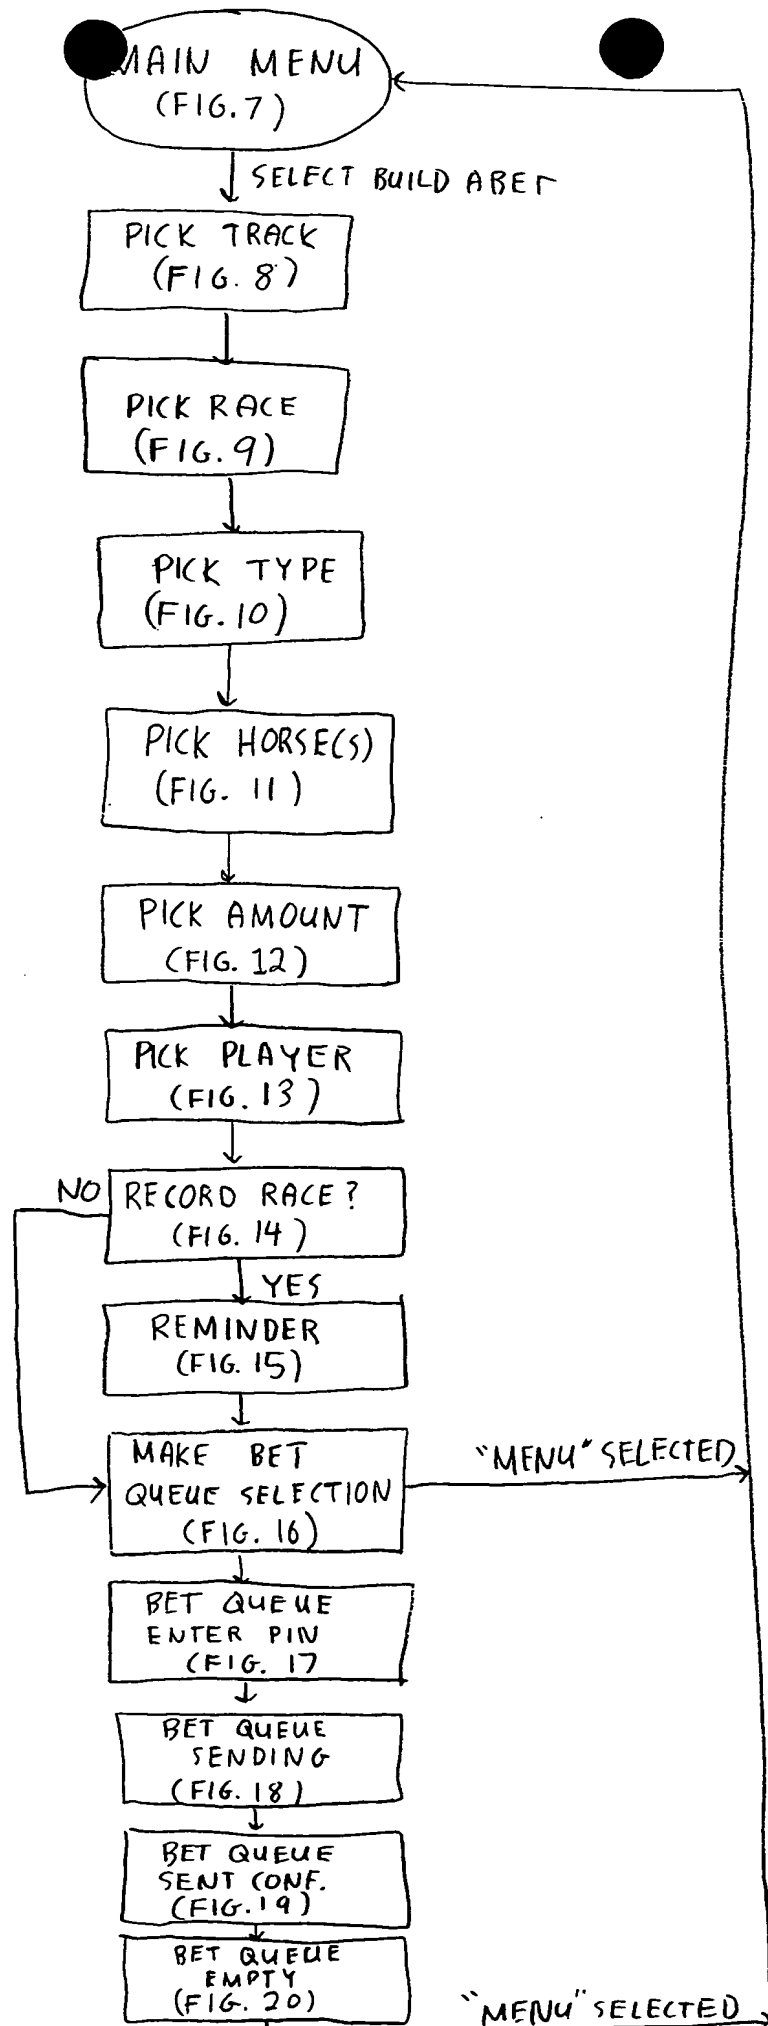 MAIN MENU
(FIG.7)
SELECT BUILD A BET
PICK TRACK
(FIG. 8)
PICK RACE
(FIG. 9)
PICK TYPE
(FIG. 10)
PICK HORSE(S)
(FIG. 11)
PICK AMOUNT
(FIG. 12)
PICK PLAYER
(FIG. 13)
NO
RECORD RACE?
(FIG. 14)
YES
REMINDER
(FIG. 15)
MAKE BET
QUEUE SELECTION
(FIG. 16)
"MENU" SELECTED
BET QUEUE
ENTER PIN
(FIG. 17
BET QUEUE
SENDING
(FIG. 18)
BET QUEUE
SENT CONF.
(FIG. 19)
BET QUEUE
EMPTY
(FIG. 20)
"MENU" SELECTED